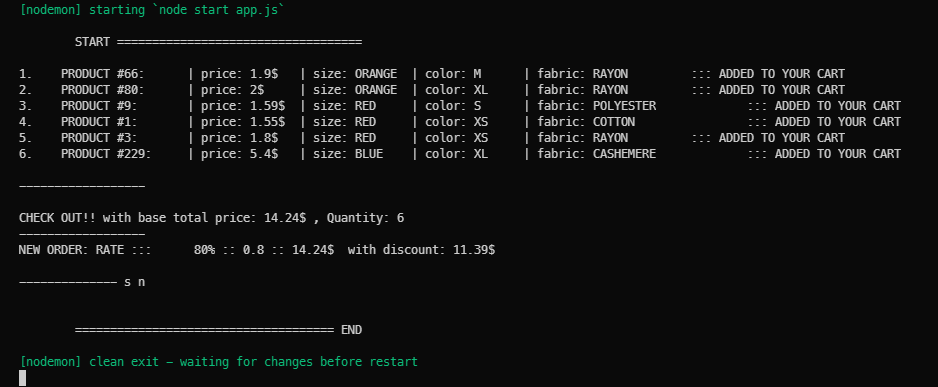 [nodemon] starting `node start app.js`
START ===================================
1. PRODUCT #66: | price: 1.9$ | size: ORANGE | color: M | fabric: RAYON ::: ADDED TO YOUR CART
2. PRODUCT #80: | price: 2$ | size: ORANGE | color: XL | fabric: RAYON ::: ADDED TO YOUR CART
3. PRODUCT #9: | price: 1.59$ | size: RED | color: S | fabric: POLYESTER ::: ADDED TO YOUR CART
4. PRODUCT #1: | price: 1.55$ | size: RED | color: XS | fabric: COTTON ::: ADDED TO YOUR CART
5. PRODUCT #3: | price: 1.8$ | size: RED | color: XS | fabric: RAYON ::: ADDED TO YOUR CART
6. PRODUCT #229: | price: 5.4$ | size: BLUE | color: XL | fabric: CASHEMERE ::: ADDED TO YOUR CART
------------------
CHECK OUT!! with base total price: 14.24$ , Quantity: 6
------------------
NEW ORDER: RATE ::: 80% :: 0.8 :: 14.24$ with discount: 11.39$
-------------- s n
===================================== END
[nodemon] clean exit - waiting for changes before restart